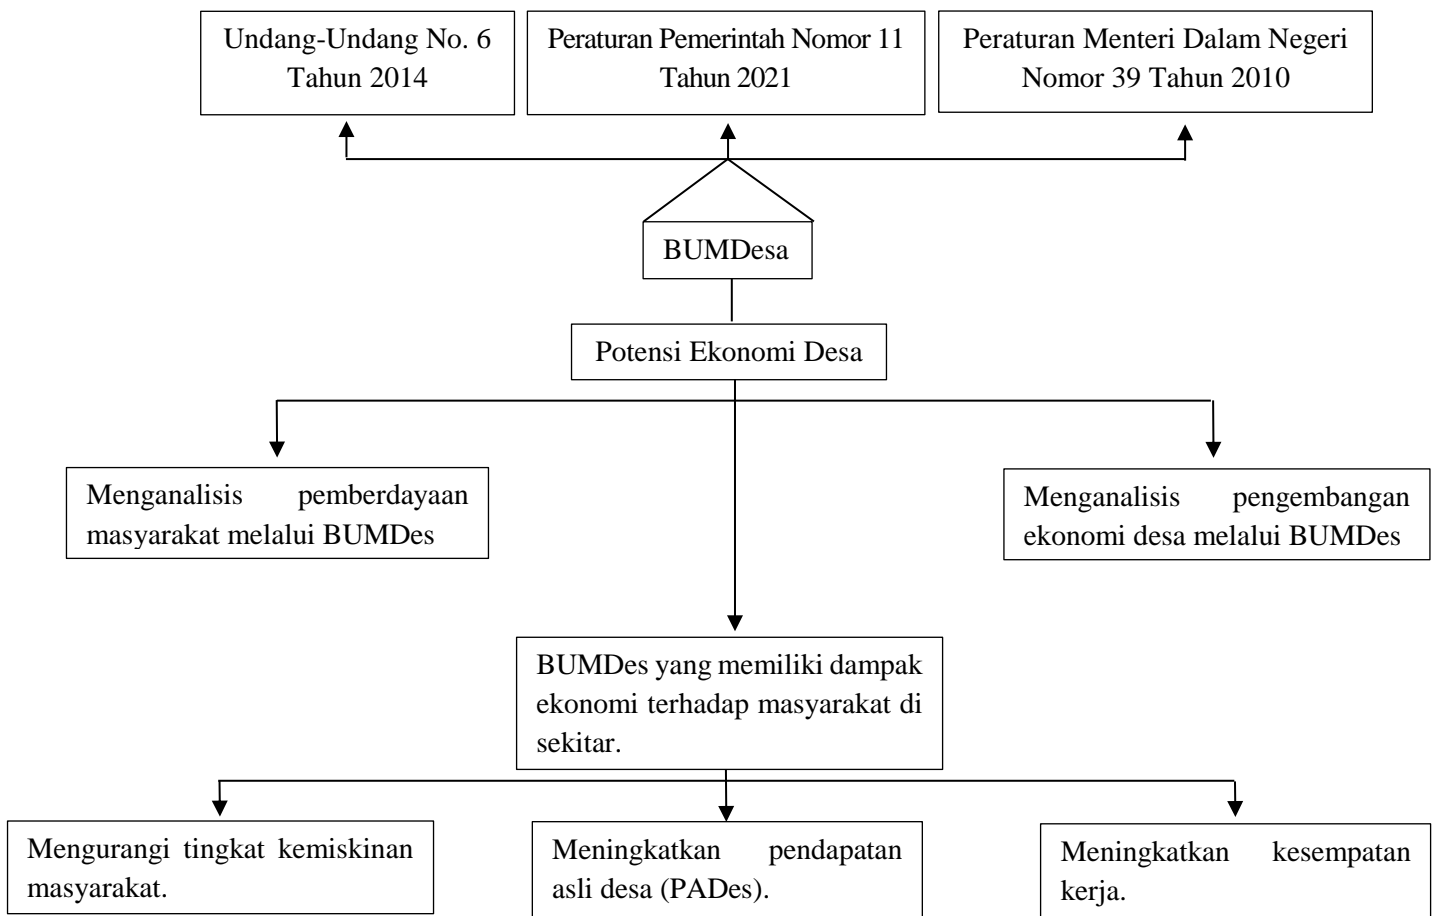 Undang-Undang No. 6
Tahun 2014
Peraturan Pemerintah Nomor 11
Tahun 2021
Peraturan Menteri Dalam Negeri
Nomor 39 Tahun 2010
BUMDesa
Potensi Ekonomi Desa
Menganalisis pemberdayaan
masyarakat melalui BUMDes
Menganalisis pengembangan
ekonomi desa melalui BUMDes
BUMDes yang memiliki dampak
ekonomi terhadap masyarakat di
sekitar.
Mengurangi tingkat kemiskinan
masyarakat.
Meningkatkan pendapatan
asli desa (PADes).
Meningkatkan kesempatan
kerja.